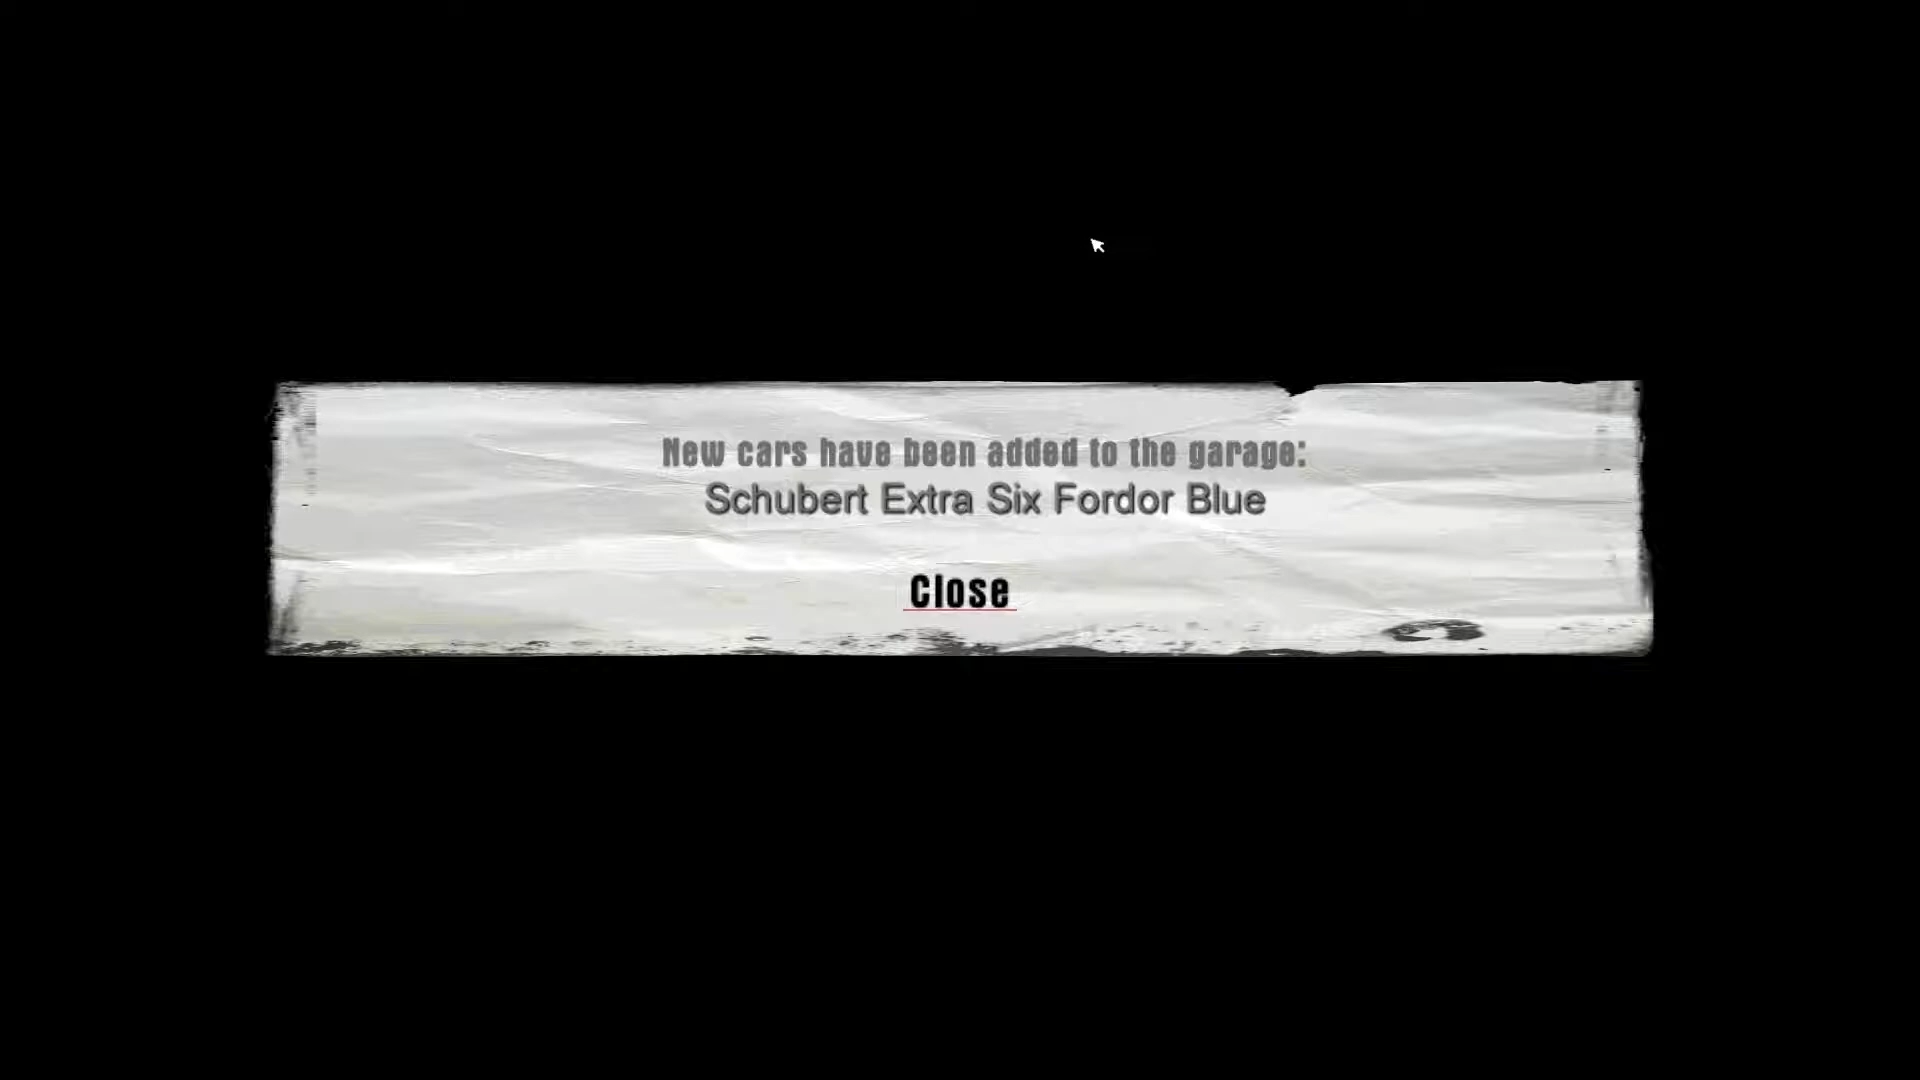 New cars have been added to the garage:
Schubert Extra Six Fordor Blue
Close